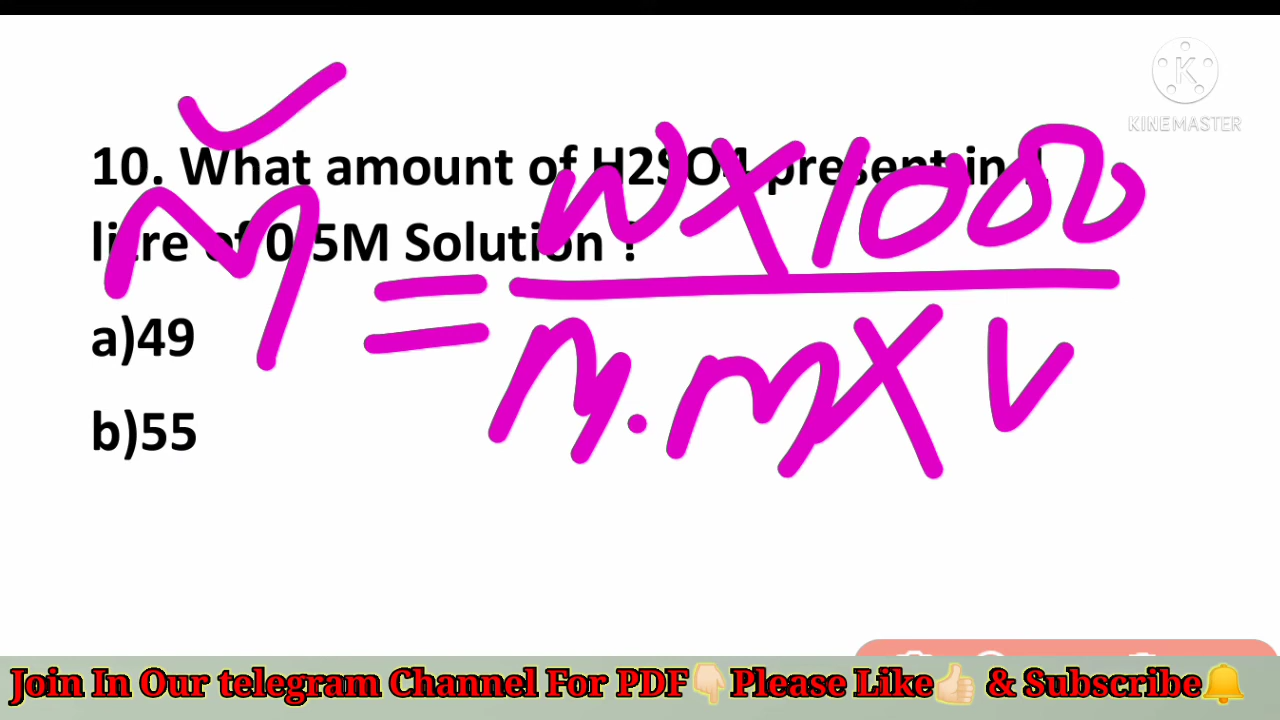 KINEMASTER
10. What amount of H2SO4 present in 1
litre of 0.5M Solution ?
M = W X 1000
M.M X V
a)49
b)55
Join In Our telegram Channel For PDF👇🏻Please Like👍🏻 & Subscribe🔔